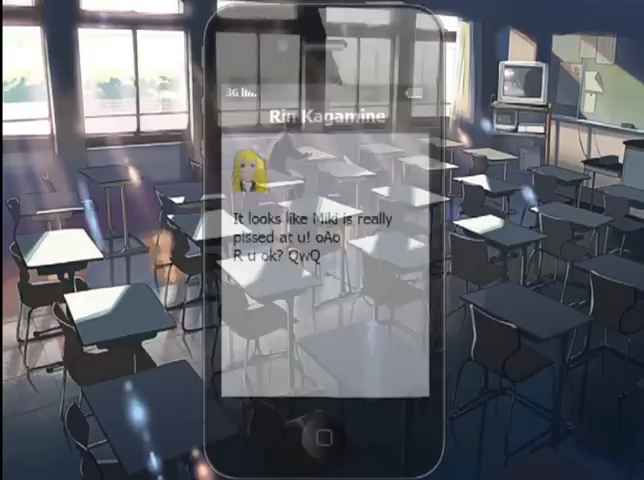 3G
Rin Kagamine
It looks like Miki is really
pissed at u! oAo
R u ok? QwQ